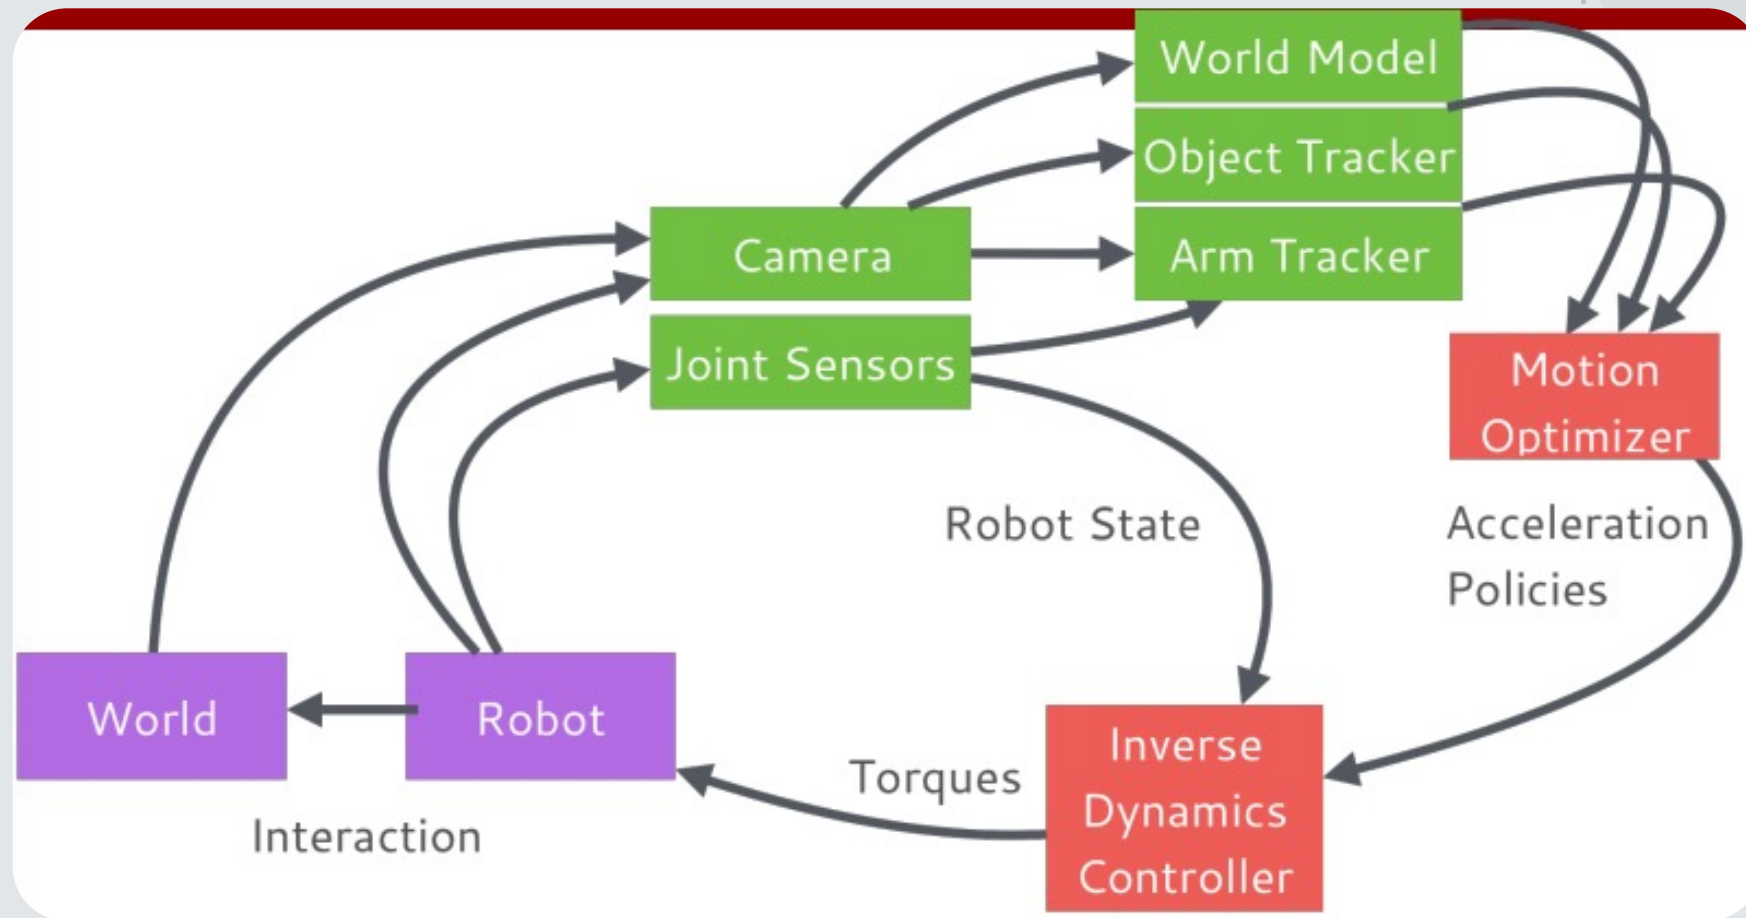 World Model
Object Tracker
Camera
Arm Tracker
Joint Sensors
Motion
Optimizer
Robot State
Acceleration
Policies
World
Robot
Inverse
Dynamics
Controller
Torques
Interaction